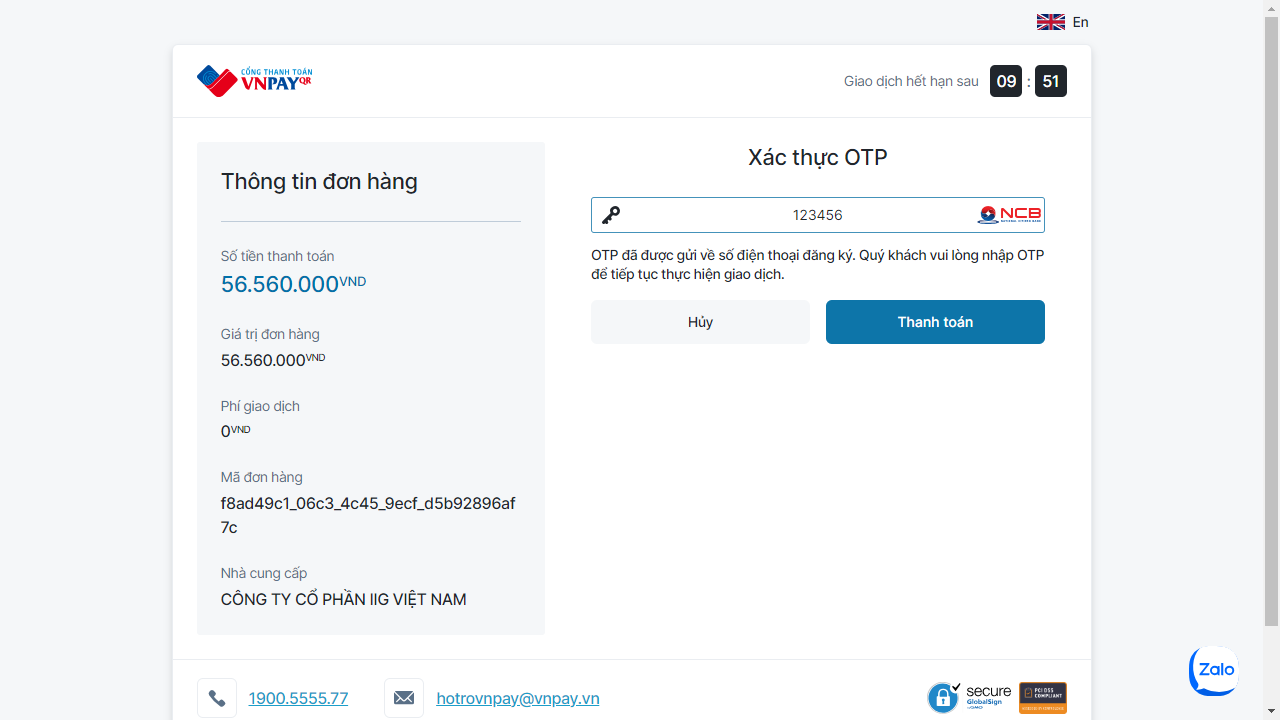 En
CỔNG THANH TOÁN
VNPAYQR
Giao dịch hết hạn sau 09 : 51
Thông tin đơn hàng
Số tiền thanh toán
56.560.000VND
Giá trị đơn hàng
56.560.000VND
Phí giao dịch
0VND
Mã đơn hàng
f8ad49c1_06c3_4c45_9ecf_d5b92896af
7c
Nhà cung cấp
CÔNG TY CỔ PHẦN IIG VIỆT NAM
Xác thực OTP
123456
NCB
OTP đã được gửi về số điện thoại đăng ký. Quý khách vui lòng nhập OTP
để tiếp tục thực hiện giao dịch.
Hủy
Thanh toán
Zalo
1900.5555.77
hotrovnpay@vnpay.vn
secure
GlobalSign
PCI DSS
COMPLIANT